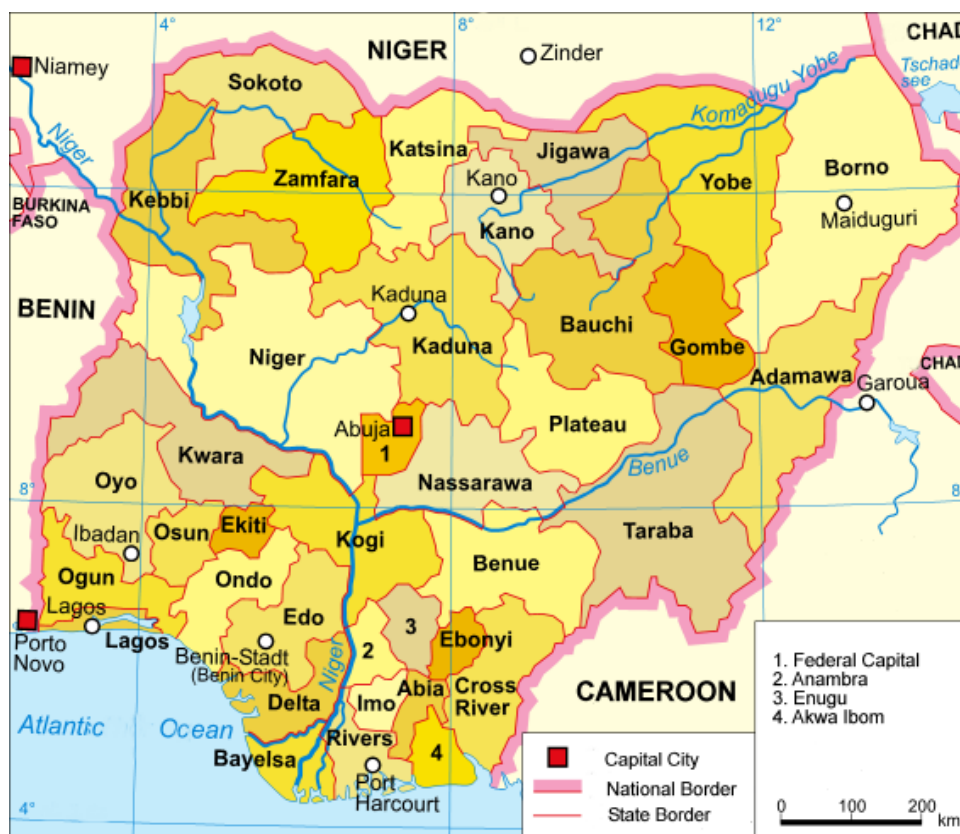 4°
8°
12°
NIGER
CHAD
Zinder
Niamey
Tschad-
see
Sokoto
Komadugu Yobe
Niger
Katsina
Jigawa
Zamfara
Kano
Yobe
Borno
Kebbi
BURKINA
FASO
Kano
Maiduguri
BENIN
Kaduna
Bauchi
Niger
Kaduna
Gombe
CHAD
Adamawa
Garoua
Abuja
1
Plateau
Kwara
Benue
Oyo
Nassarawa
8°
8
Ibadan
Osun
Ekiti
Kogi
Taraba
Ogun
Ondo
Benue
Lagos
Edo
3
Ebonyi
Porto
Novo
Lagos
Benin-Stadt
(Benin City)
2
Niger
Delta
Imo
Abia
Cross
River
CAMEROON
Atlantic Ocean
Bayelsa
Rivers
4
Port
Harcourt
4°
1. Federal Capital
2. Anambra
3. Enugu
4. Akwa Ibom
Capital City
National Border
State Border
0 100 200
km